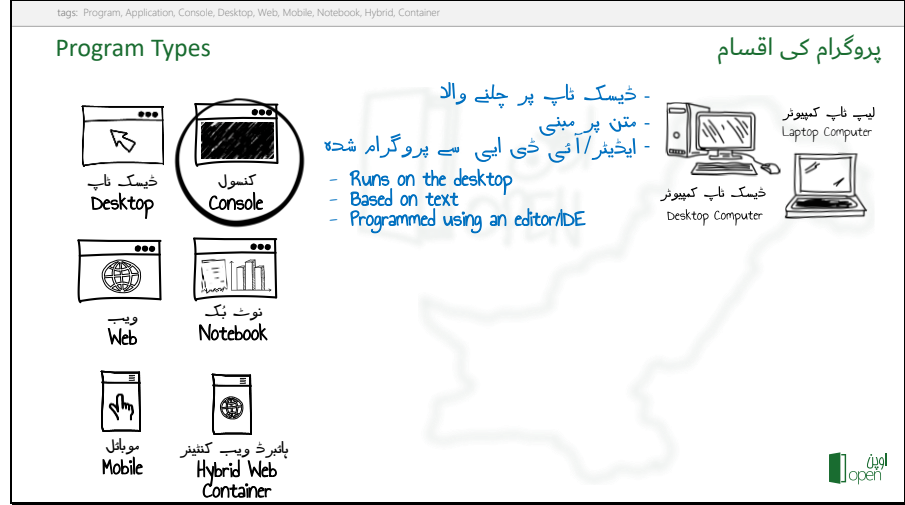 tags: Program, Application, Console, Desktop, Web, Mobile, Notebook, Hybrid, Container
Program Types
پروگرام کی اقسام
- ڈیسک ٹاپ پر چلنے والا
- متن پر مبنی
- ایڈیٹر/آئی ڈی ایی سے پروگرام شدہ
- Runs on the desktop
- Based on text
- Programmed using an editor/IDE
ڈیسک ٹاپ
Desktop
کنسول
Console
ویب
Web
نوٹ بُک
Notebook
موبائل
Mobile
ہائبرڈ ویب کنٹینر
Hybrid Web
Container
لیپ ٹاپ کمپیوٹر
Laptop Computer
ڈیسک ٹاپ کمپیوٹر
Desktop Computer
اوپن
open
OPEN